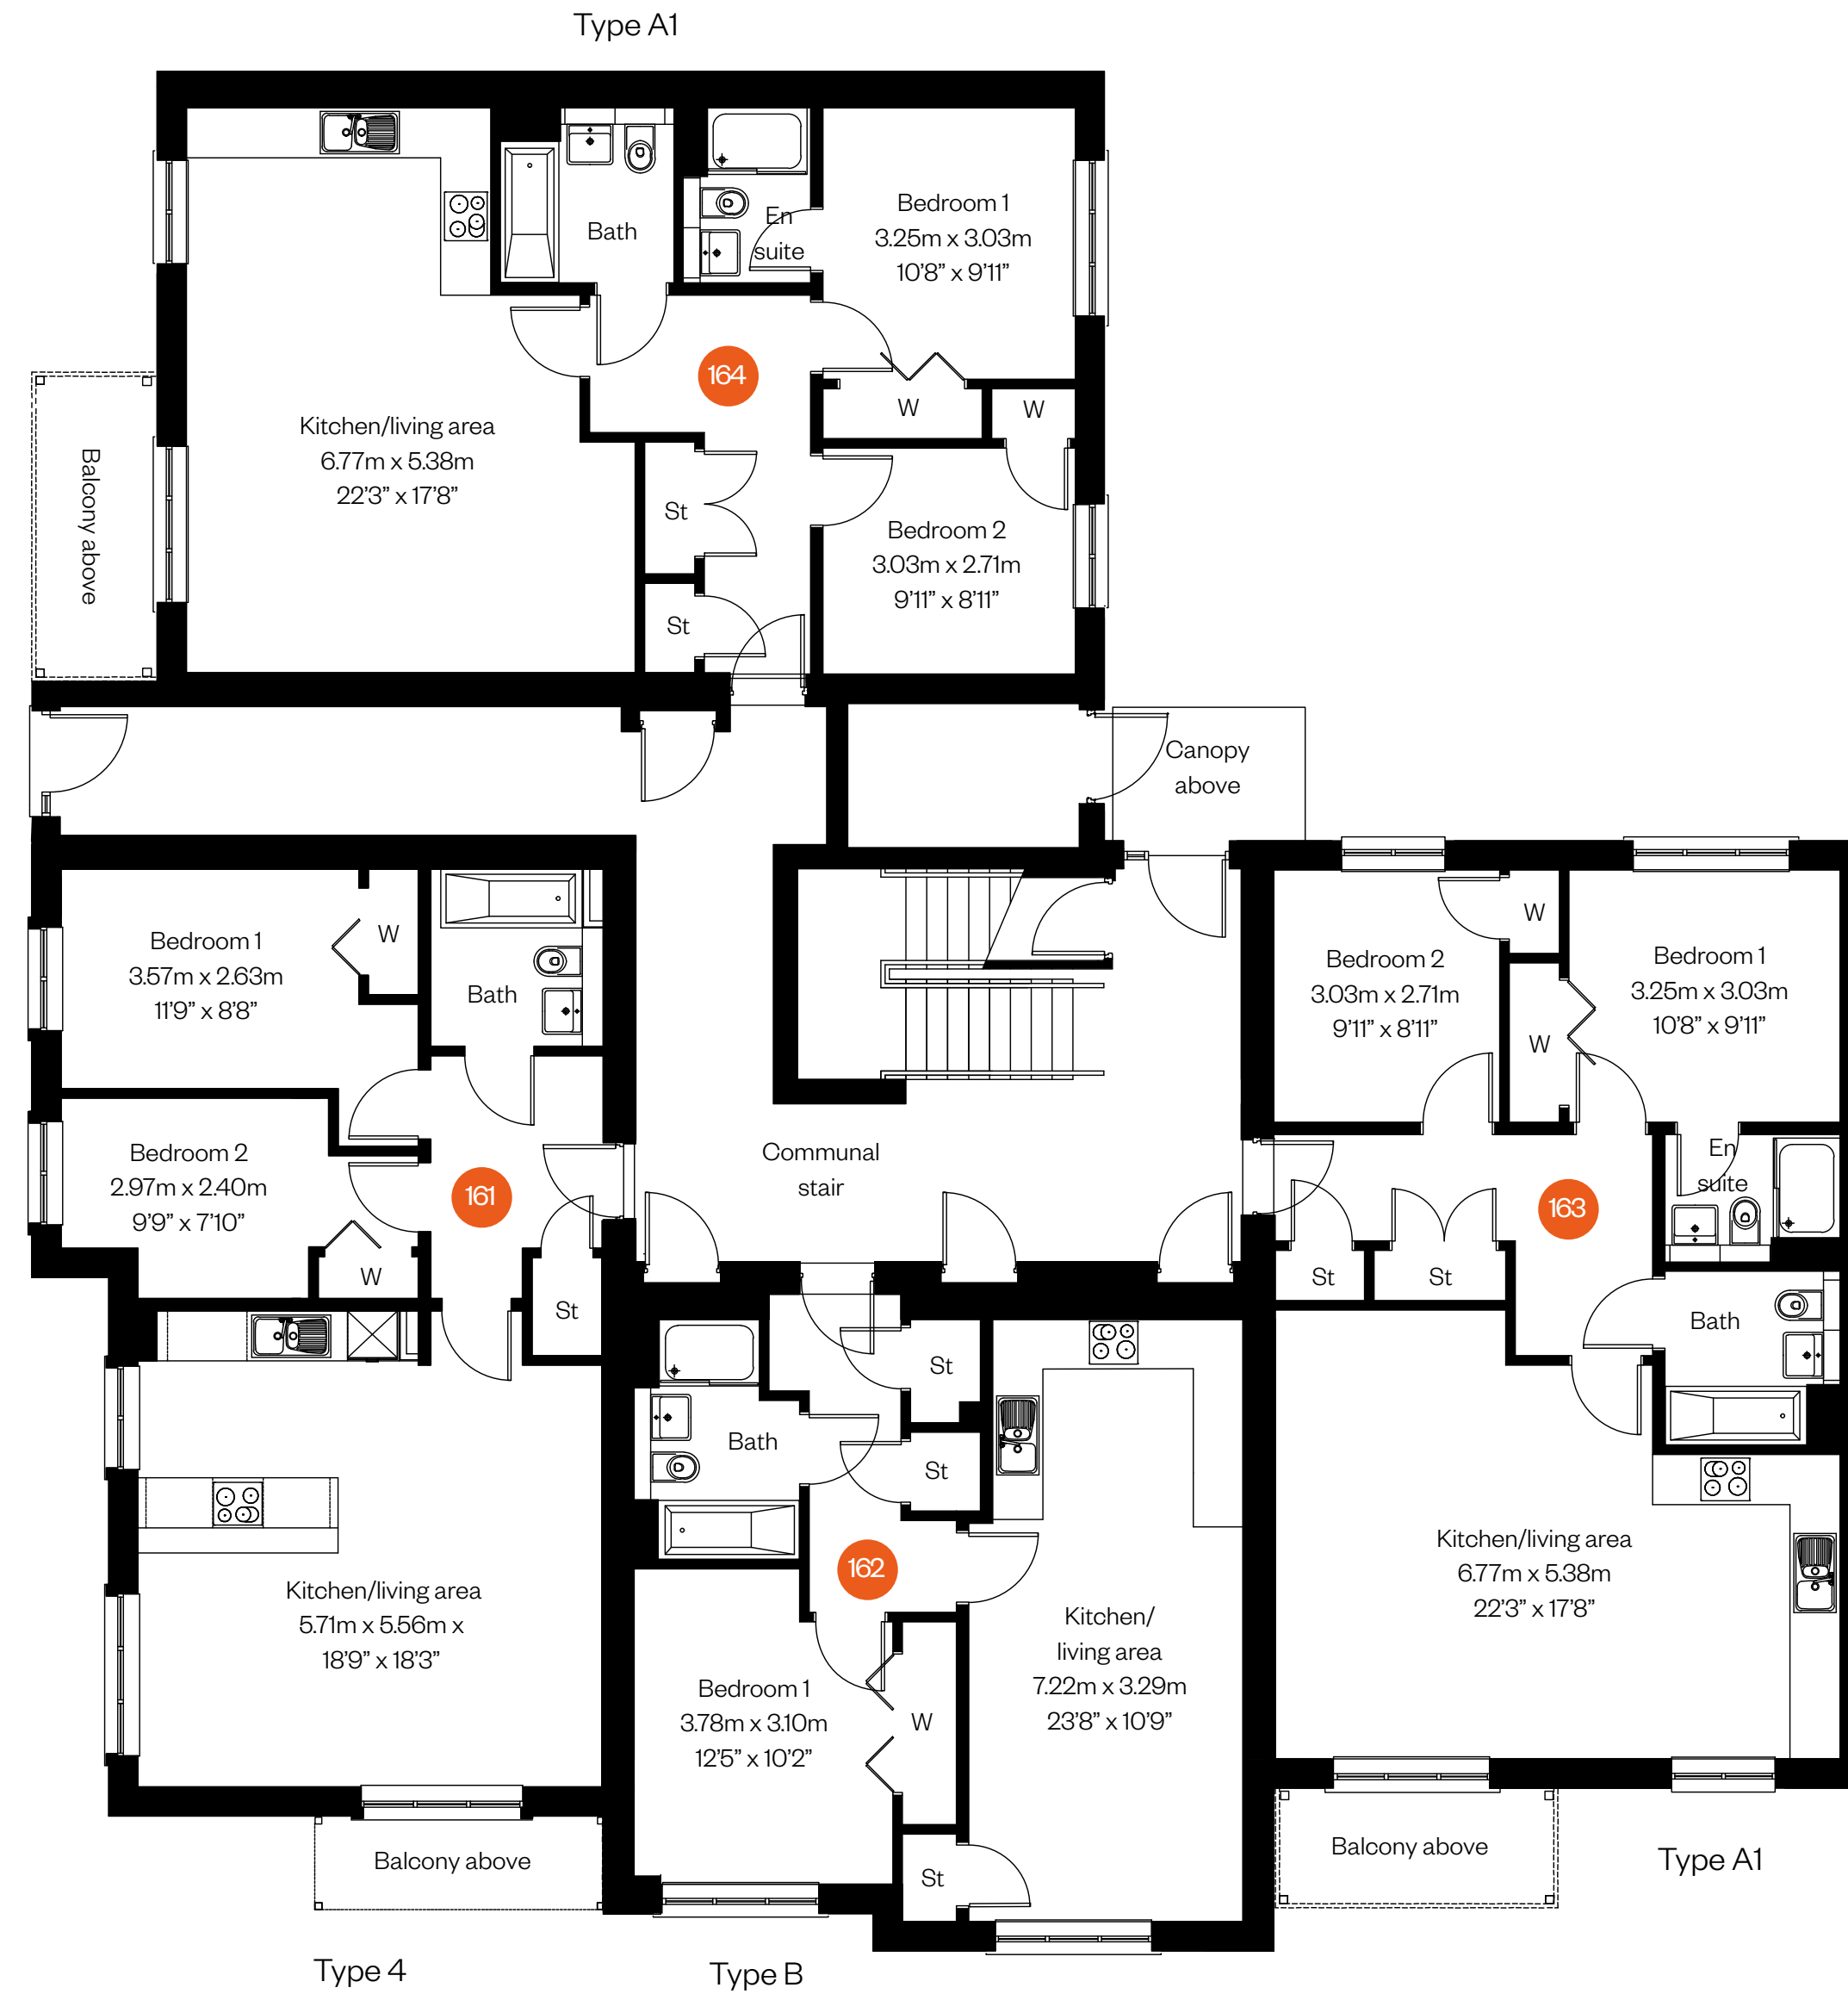 Type A1
Bath
En
suite
Bedroom 1
3.25m x 3.03m
10’8” x 9’11”
164
W
W
Kitchen/living area
6.77m x 5.38m
22’3” x 17’8”
Balcony above
St
Bedroom 2
3.03m x 2.71m
9’11” x 8’11”
St
Canopy
above
Bedroom 1
3.57m x 2.63m
11’9” x 8’8”
W
Bath
Bedroom 2
2.97m x 2.40m
9’9” x 7’10”
161
W
St
Communal
stair
Bedroom 2
3.03m x 2.71m
9’11” x 8’11”
W
W
Bedroom 1
3.25m x 3.03m
10’8” x 9’11”
En
suite
163
St
St
Bath
St
Bath
St
162
Kitchen/living area
5.71m x 5.56m x
18’9” x 18’3”
Kitchen/
living area
7.22m x 3.29m
23’8” x 10’9”
Kitchen/living area
6.77m x 5.38m
22’3” x 17’8”
Bedroom 1
3.78m x 3.10m
12’5” x 10’2”
W
St
Balcony above
Balcony above
Type A1
Type 4
Type B